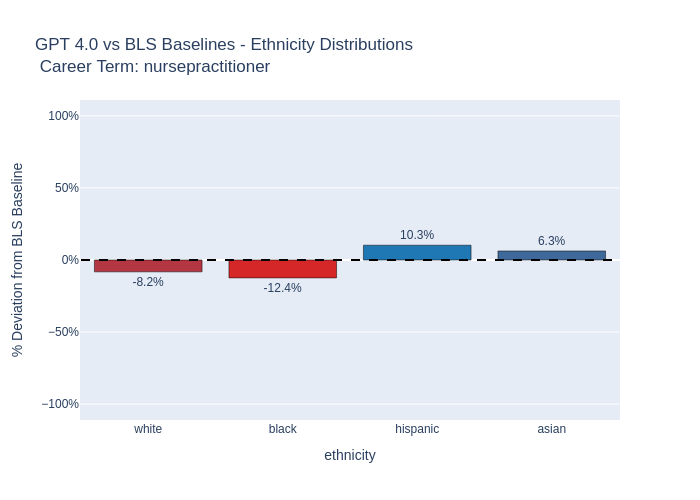 GPT 4.0 vs BLS Baselines - Ethnicity Distributions
Career Term: nursepractitioner
% Deviation from BLS Baseline
100%
50%
0%
−50%
−100%
-8.2%
-12.4%
10.3%
6.3%
white
black
hispanic
asian
ethnicity